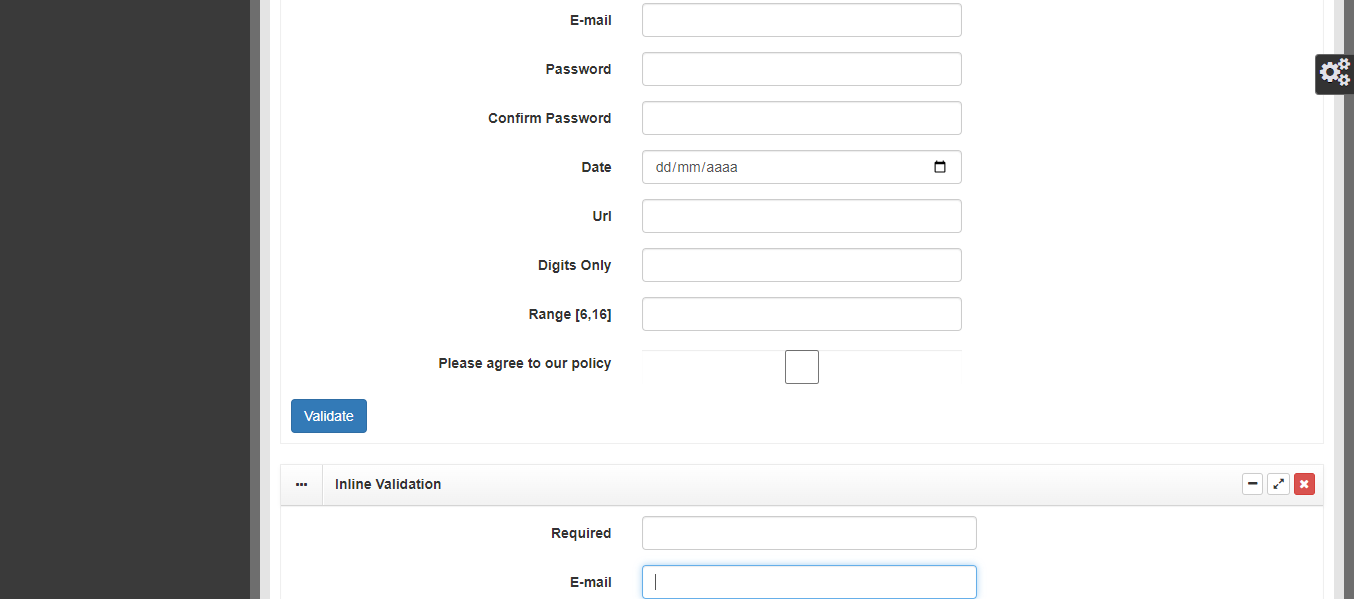 E-mail
Password
Confirm Password
Date dd/mm/aaaa
Url
Digits Only
Range [6,16]
Please agree to our policy
Validate
Inline Validation
Required
E-mail